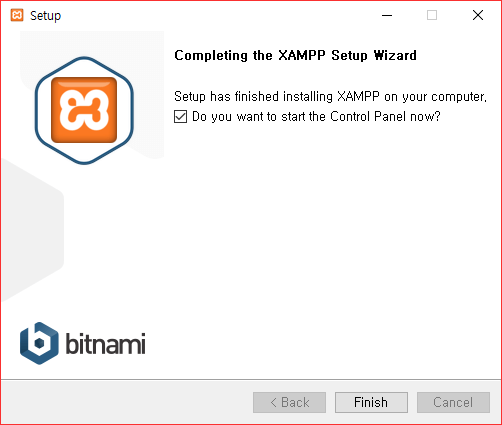 Setup
Completing the XAMPP Setup Wizard
Setup has finished installing XAMPP on your computer.
Do you want to start the Control Panel now?
bitnami
< Back
Finish
Cancel